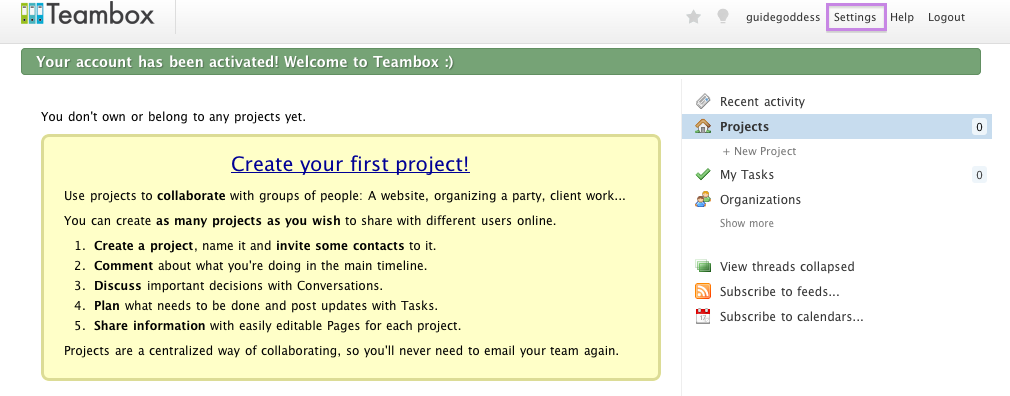 Teambox
guidegoddess Settings Help Logout
Your account has been activated! Welcome to Teambox :)
You don't own or belong to any projects yet.
Create your first project!
Use projects to collaborate with groups of people: A website, organizing a party, client work...
You can create as many projects as you wish to share with different users online.
1. Create a project, name it and invite some contacts to it.
2. Comment about what you're doing in the main timeline.
3. Discuss important decisions with Conversations.
4. Plan what needs to be done and post updates with Tasks.
5. Share information with easily editable Pages for each project.
Projects are a centralized way of collaborating, so you'll never need to email your team again.
Recent activity
Projects 0
+ New Project
My Tasks 0
Organizations
Show more
View threads collapsed
Subscribe to feeds...
Subscribe to calendars...